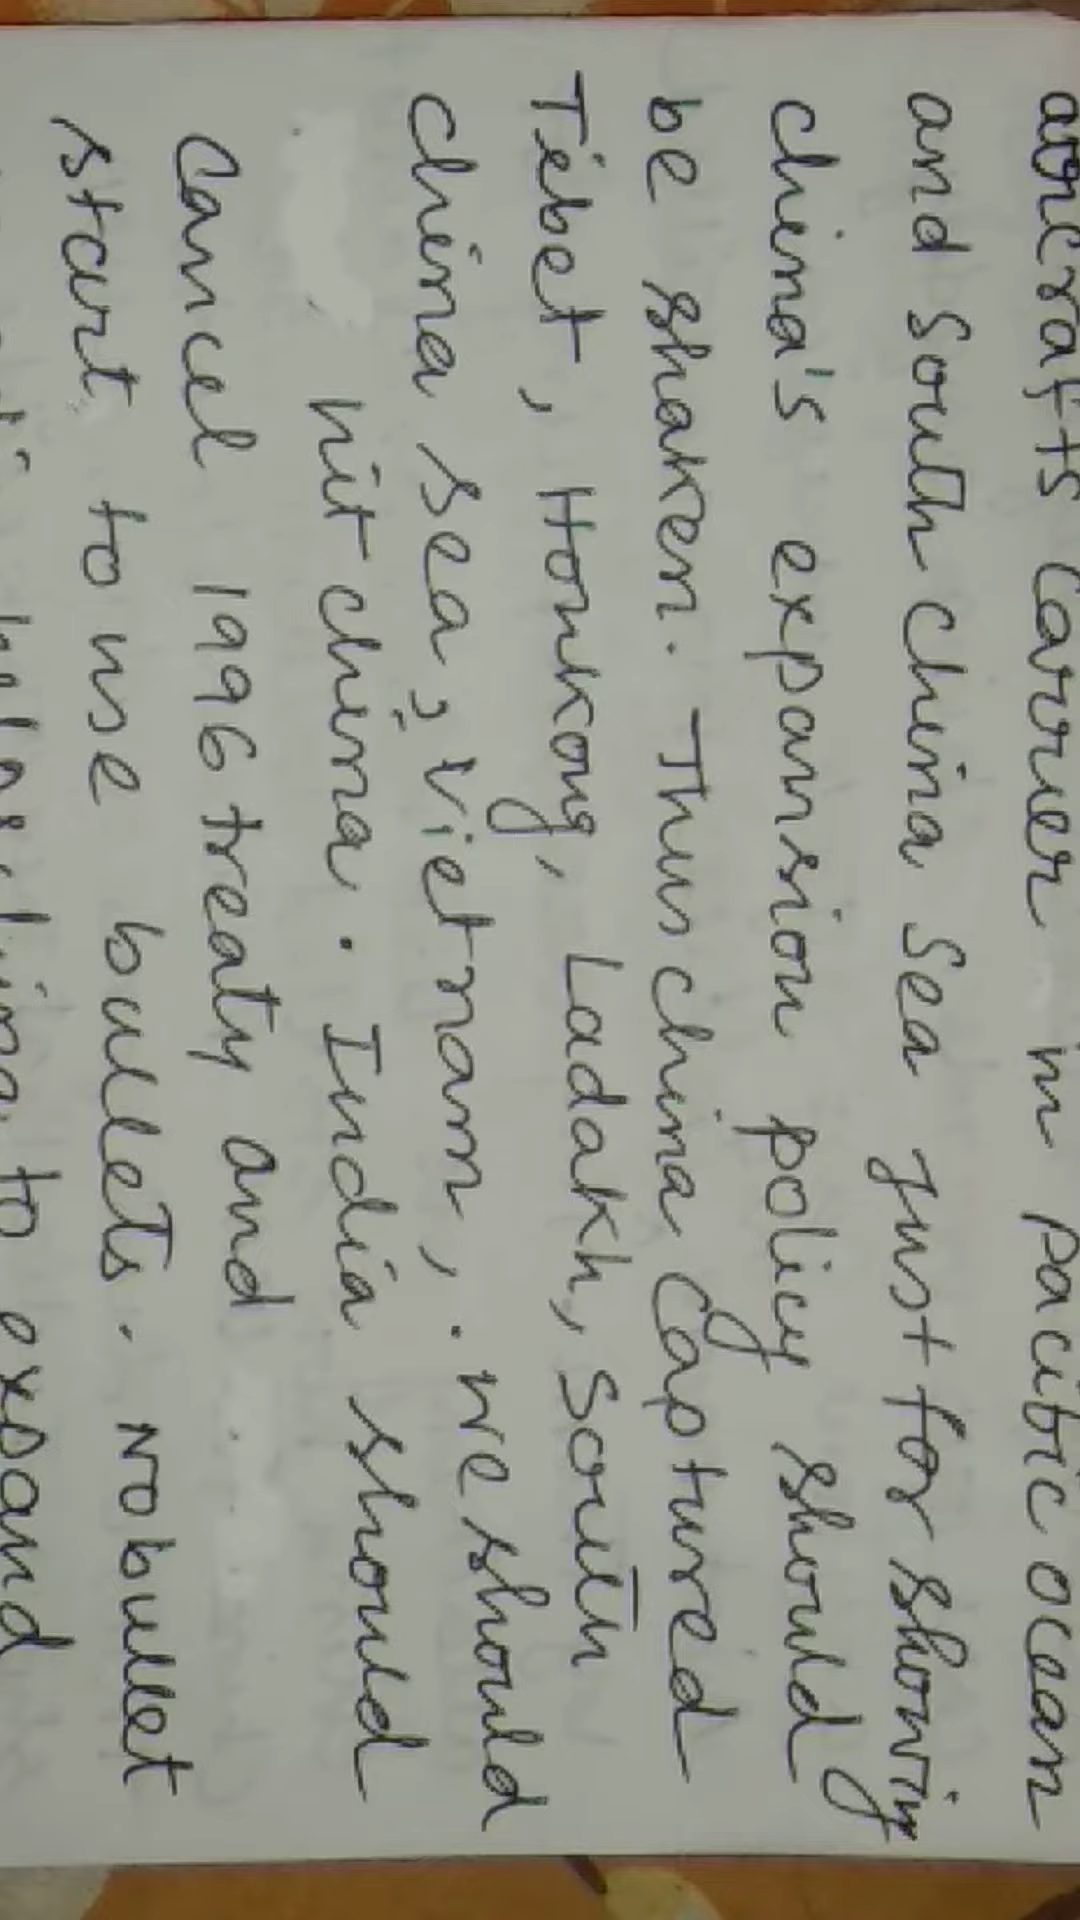 aircrafts Carrier in pacific ocean
and South China Sea just for showing
china's expansion policy should
be shaken. Thus china Captured
Tibet, Honkong, Ladakh, South
china sea, vietnam, . we should
hit china. India should
Cancel 1996 treaty and
start to use bullets. No bullet
to expand